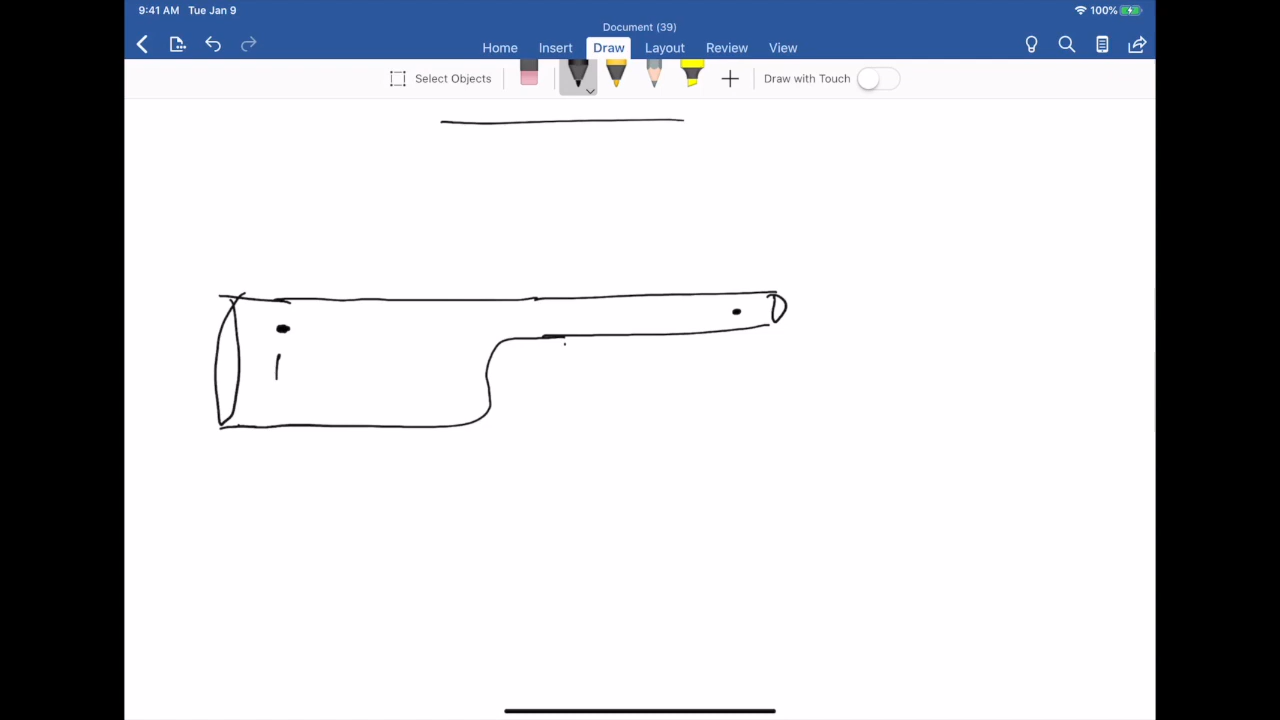 9:41 AM Tue Jan 9
100%
Document (39)
Home Insert Draw Layout Review View
Select Objects
Draw with Touch
1